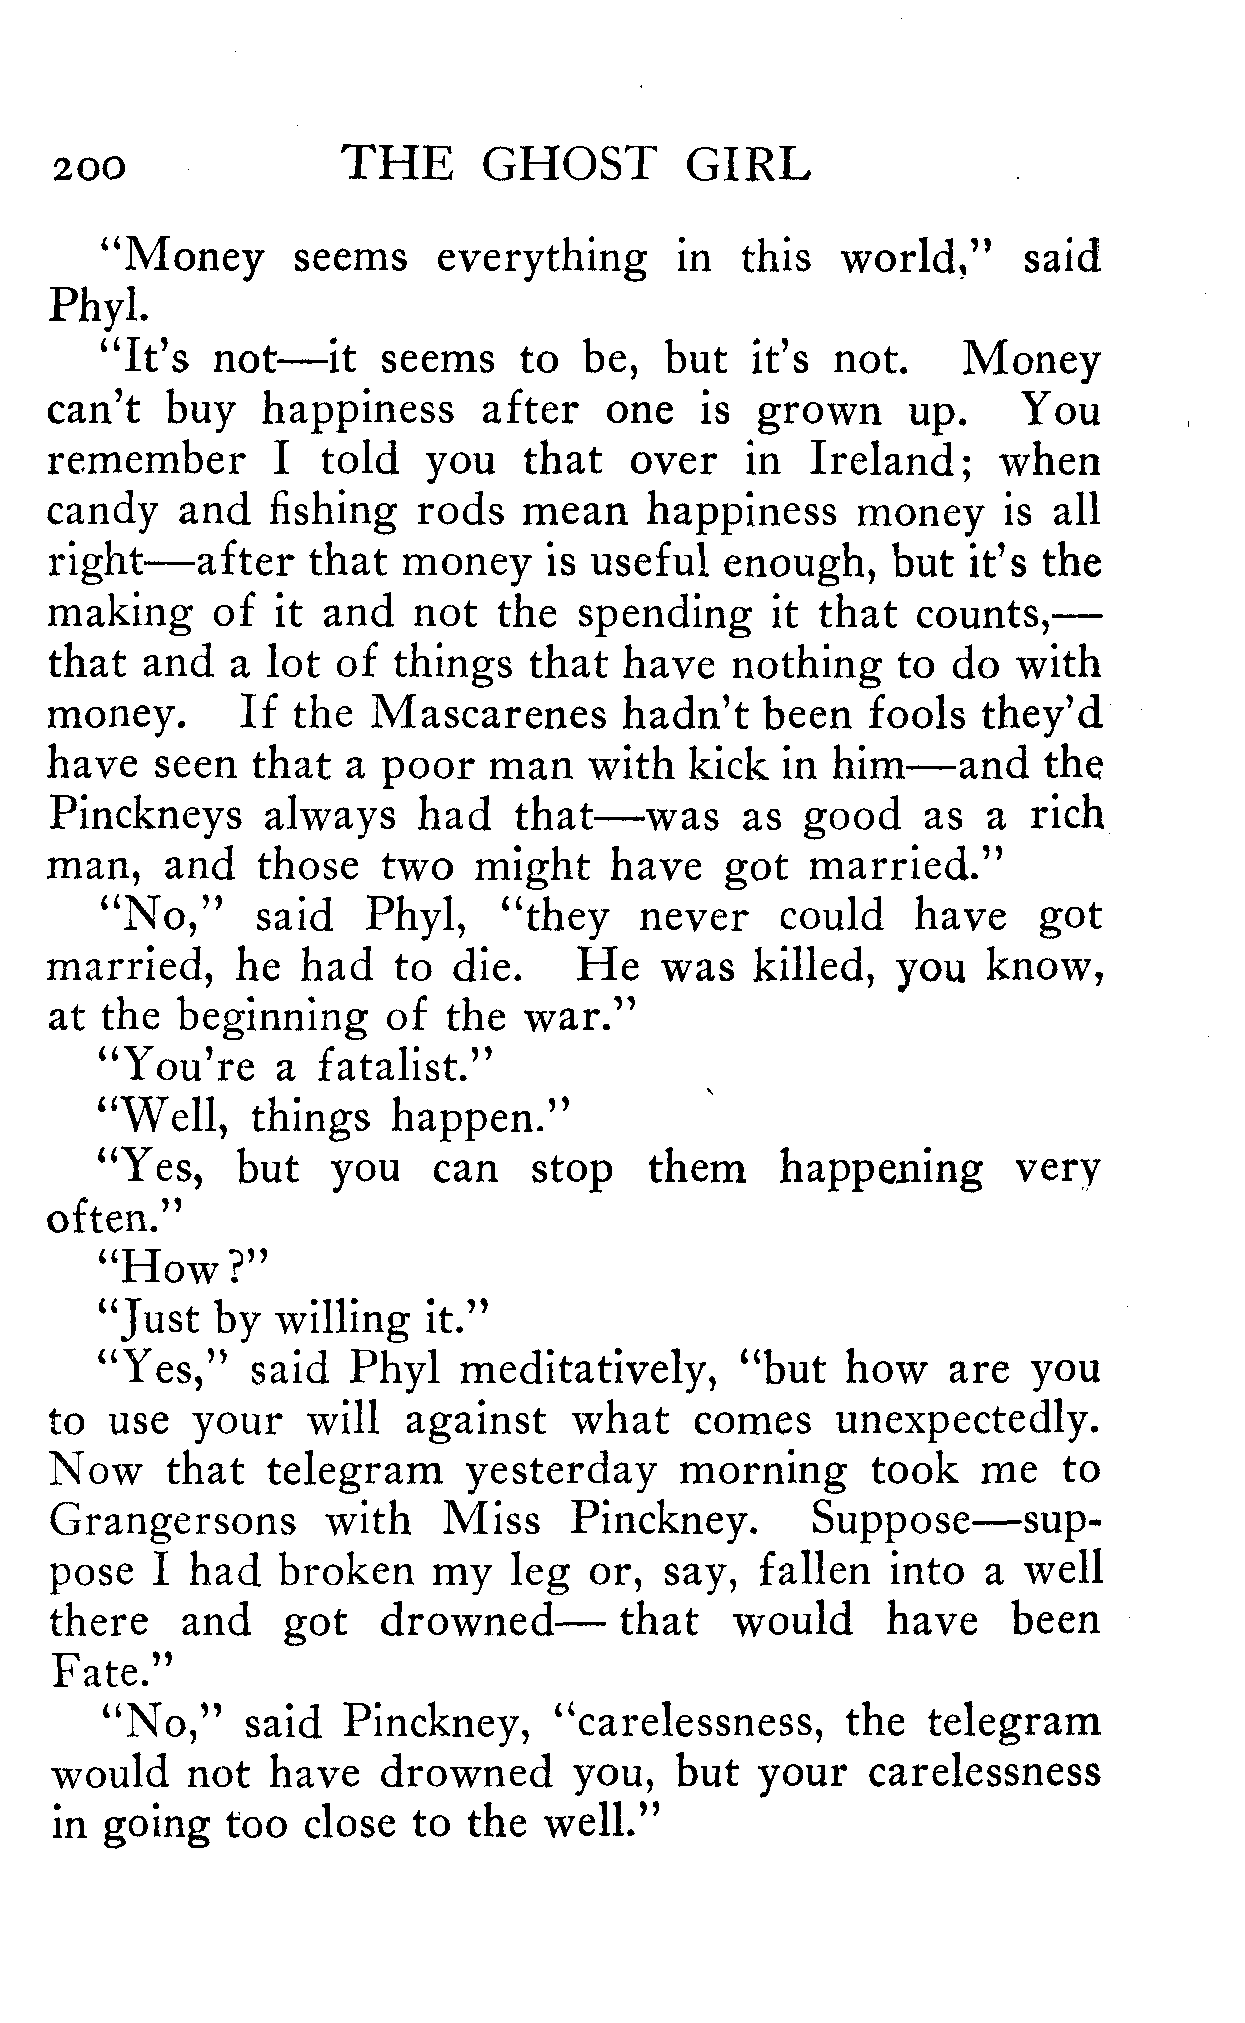 200 THE GHOST GIRL
"Money seems everything in this world," said
Phyl.
"It's not—it seems to be, but it's not. Money
can't buy happiness after one is grown up. You
remember I told you that over in Ireland; when
candy and fishing rods mean happiness money is all
right—after that money is useful enough, but it's the
making of it and not the spending it that counts,—
that and a lot of things that have nothing to do with
money. If the Mascarenes hadn't been fools they'd
have seen that a poor man with kick in him—and the
Pinckneys always had that—was as good as a rich
man, and those two might have got married."
"No," said Phyl, "they never could have got
married, he had to die. He was killed, you know,
at the beginning of the war."
"You're a fatalist."
"Well, things happen."
"Yes, but you can stop them happening very
often."
"How?"
"Just by willing it."
"Yes," said Phyl meditatively, "but how are you
to use your will against what comes unexpectedly.
Now that telegram yesterday morning took me to
Grangersons with Miss Pinckney. Suppose—sup-
pose I had broken my leg or, say, fallen into a well
there and got drowned— that would have been
Fate."
"No," said Pinckney, "carelessness, the telegram
would not have drowned you, but your carelessness
in going too close to the well."